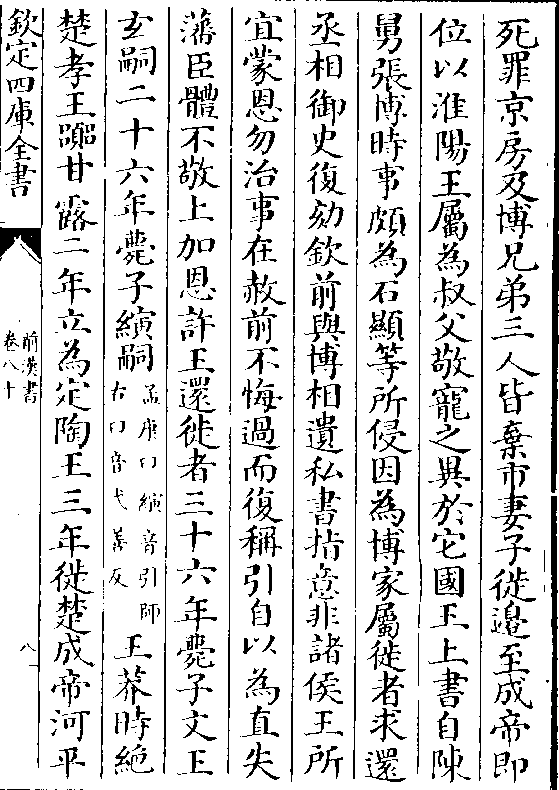 死罪京房及博兄弟三人皆棄市妻子徙邉至成帝即
位以淮陽王屬為叔父敬寵之異於它國王上書自陳
舅張博時事頗為石顯等所侵因為博家屬徙者求還
丞相御史復劾欽前與博相遺私書指意非諸侯王所
宜蒙恩勿治事在赦前不悔過而復稱引自以為直失
藩臣體不敬上加恩許王還徙者三十六年薨子文王
玄嗣二十六年薨子縯嗣孟康曰縯音引師古曰音弋善反王莽時絶
楚孝王囂甘露二年立為定陶王三年徙楚成帝河平
欽定四庫全書
前漢書
卷八十
八